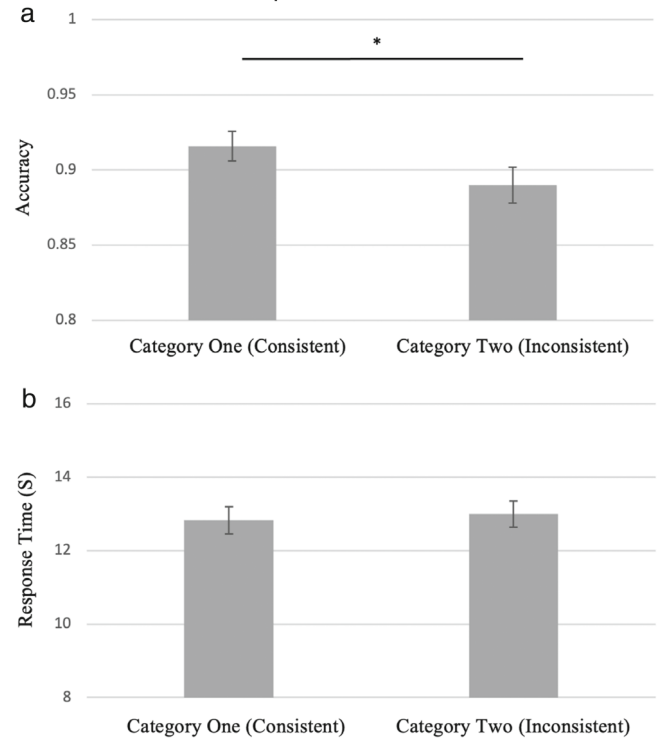 a
1
*
0.95
0.9
0.85
0.8
Accuracy
Category One (Consistent)
Category Two (Inconsistent)
b
16
14
12
10
8
Response Time (S)
Category One (Consistent)
Category Two (Inconsistent)